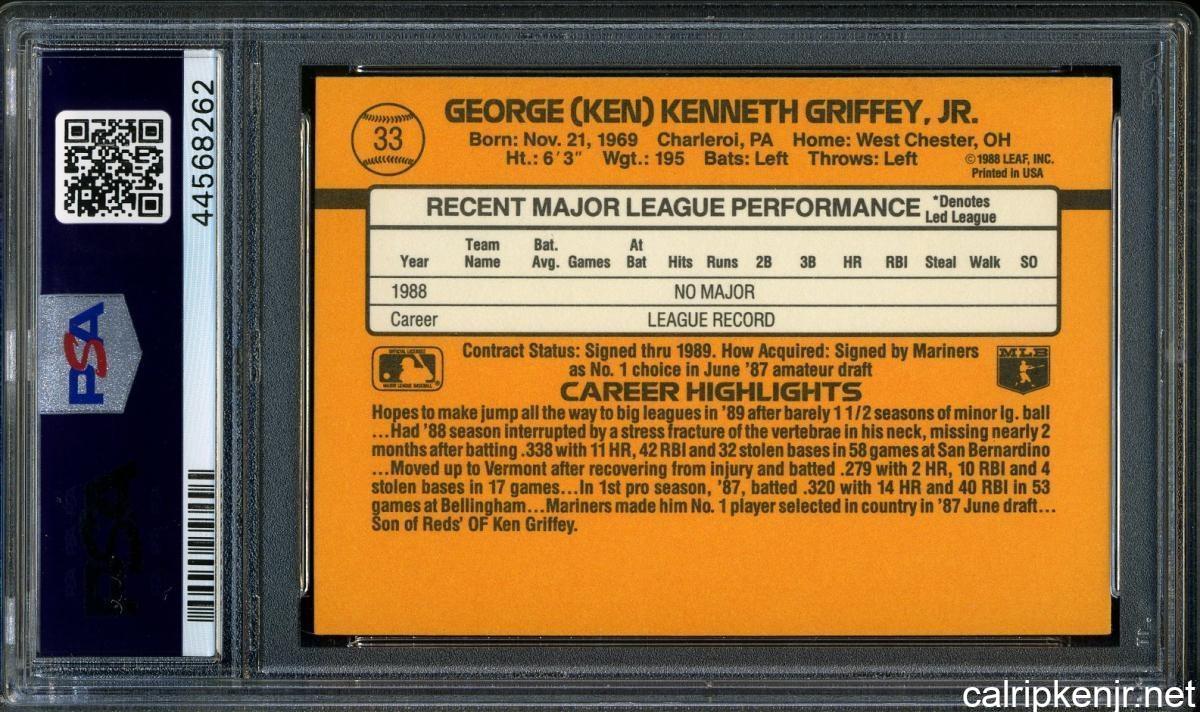 33
GEORGE (KEN) KENNETH GRIFFEY, JR.
Born: Nov. 21, 1969 Charleroi, PA Home: West Chester, OH
Ht.: 6'3" Wgt.: 195 Bats: Left Throws: Left
© 1988 LEAF, INC.
Printed in USA
RECENT MAJOR LEAGUE PERFORMANCE
*Denotes
Led League
Year Team Name Bat. Avg. Games At Bat Hits Runs 2B 3B HR RBI Steal Walk SO
1988 NO MAJOR
Career LEAGUE RECORD
Contract Status: Signed thru 1989. How Acquired: Signed by Mariners
as No. 1 choice in June '87 amateur draft
CAREER HIGHLIGHTS
Hopes to make jump all the way to big leagues in '89 after barely 1 1/2 seasons of minor lg. ball
...Had '88 season interrupted by a stress fracture of the vertebrae in his neck, missing nearly 2
months after batting .338 with 11 HR, 42 RBI and 32 stolen bases in 58 games at San Bernardino
...Moved up to Vermont after recovering from injury and batted .279 with 2 HR, 10 RBI and 4
stolen bases in 17 games...In 1st pro season, '87, batted .320 with 14 HR and 40 RBI in 53
games at Bellingham...Mariners made him No. 1 player selected in country in '87 June draft...
Son of Reds' OF Ken Griffey.
MLB
44568262
PSA
PSA
calripkenjr.net